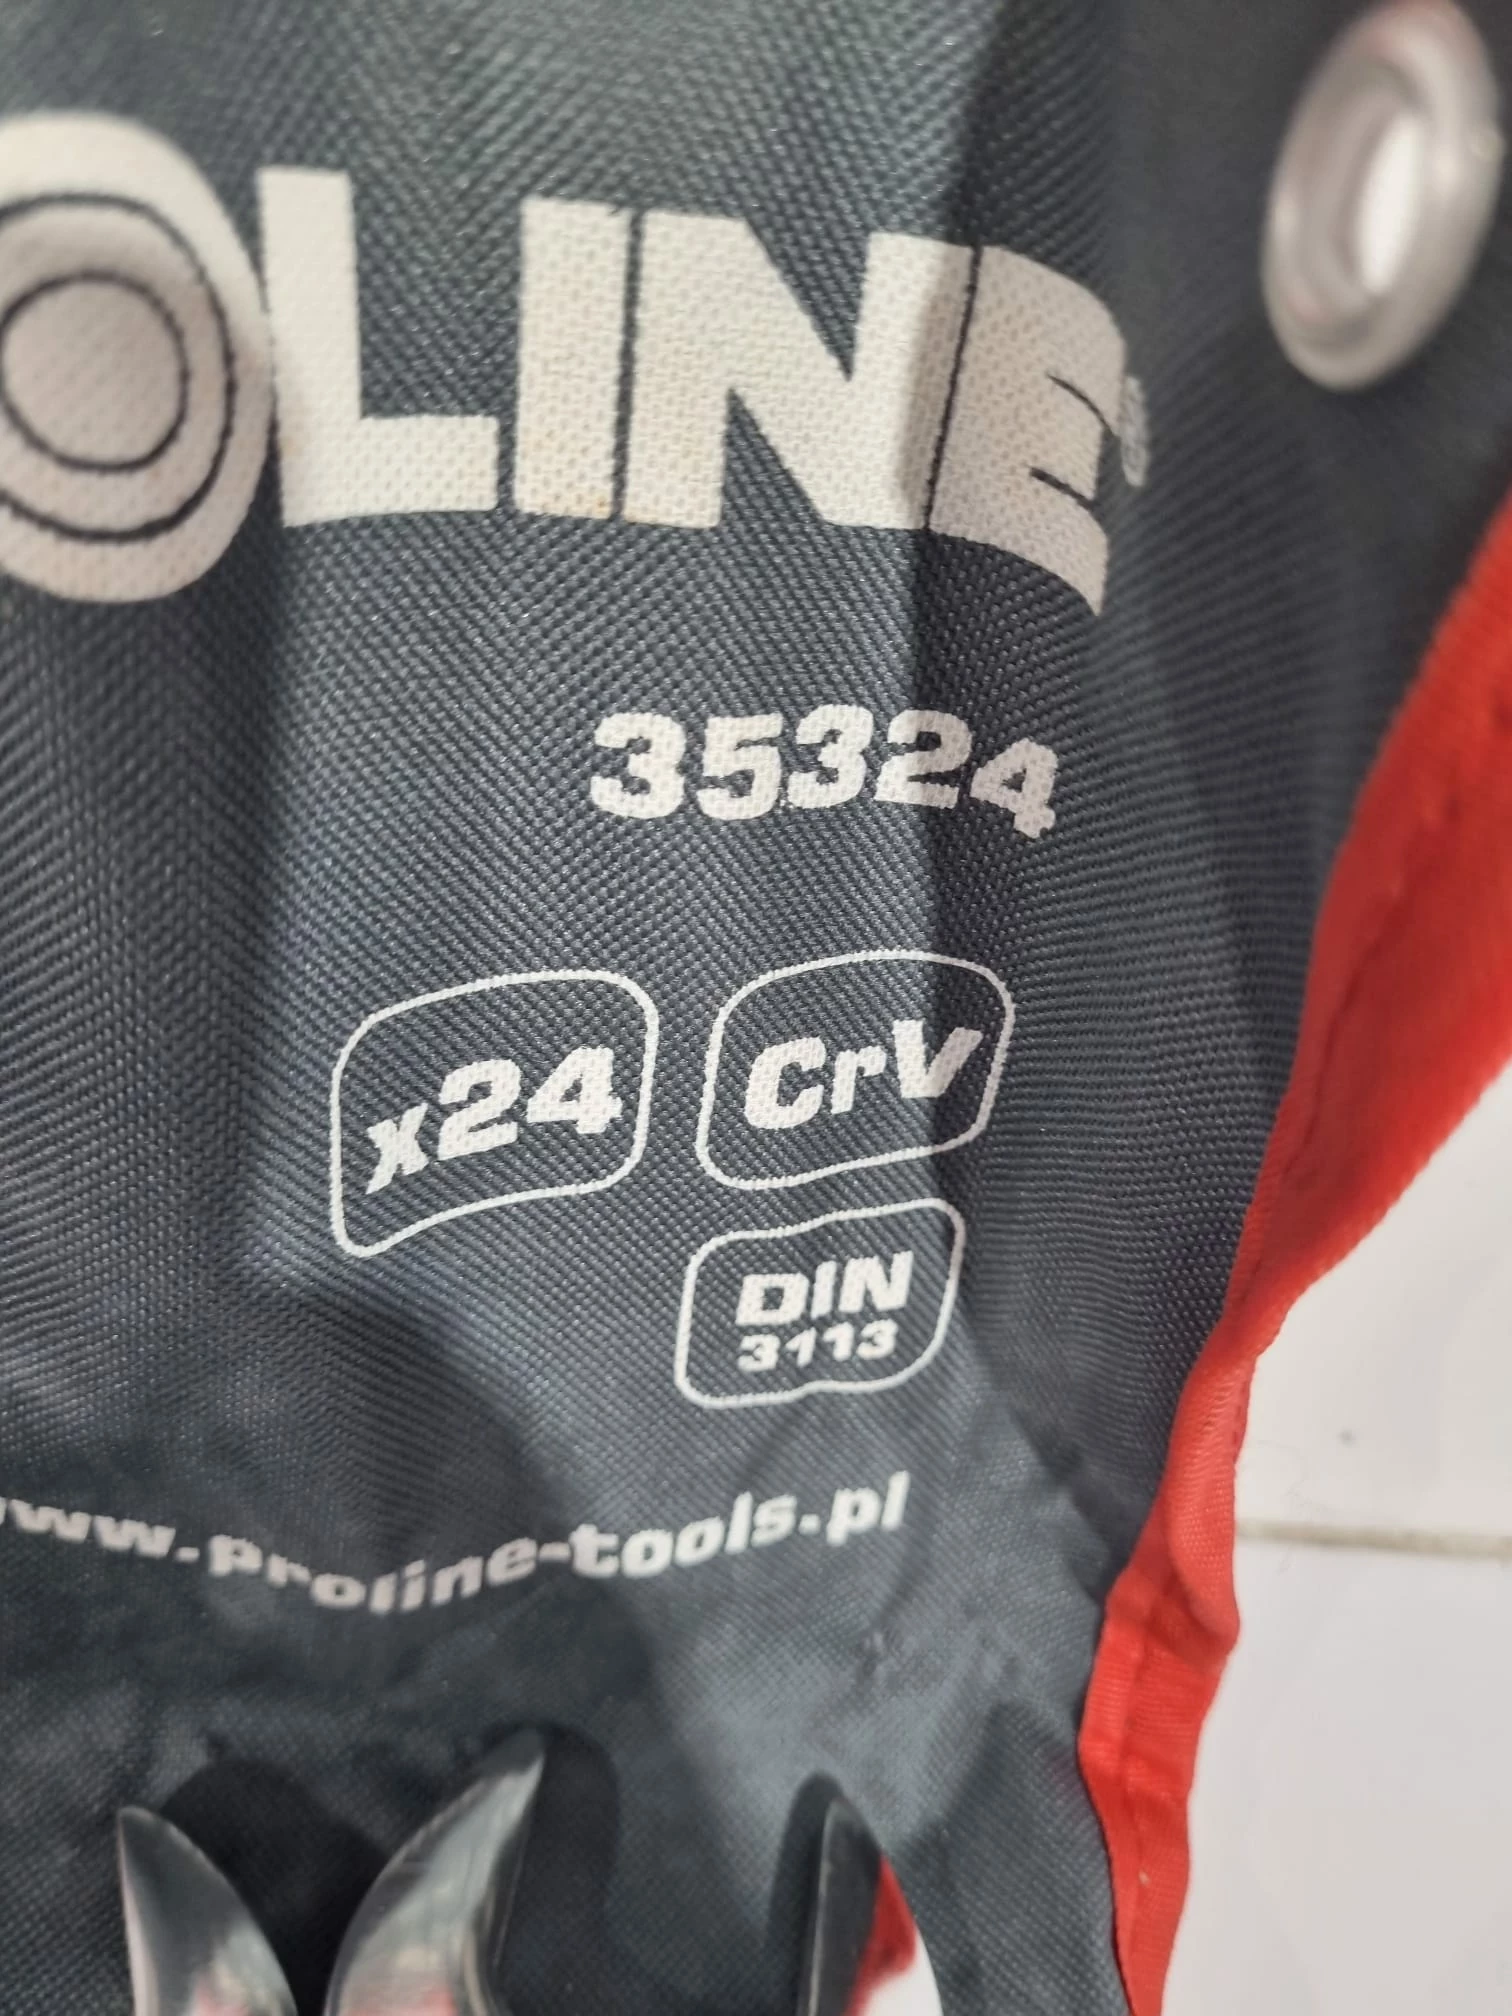 OLINE®
35324
x24 CrV
DIN
3113
www.proline-tools.pl